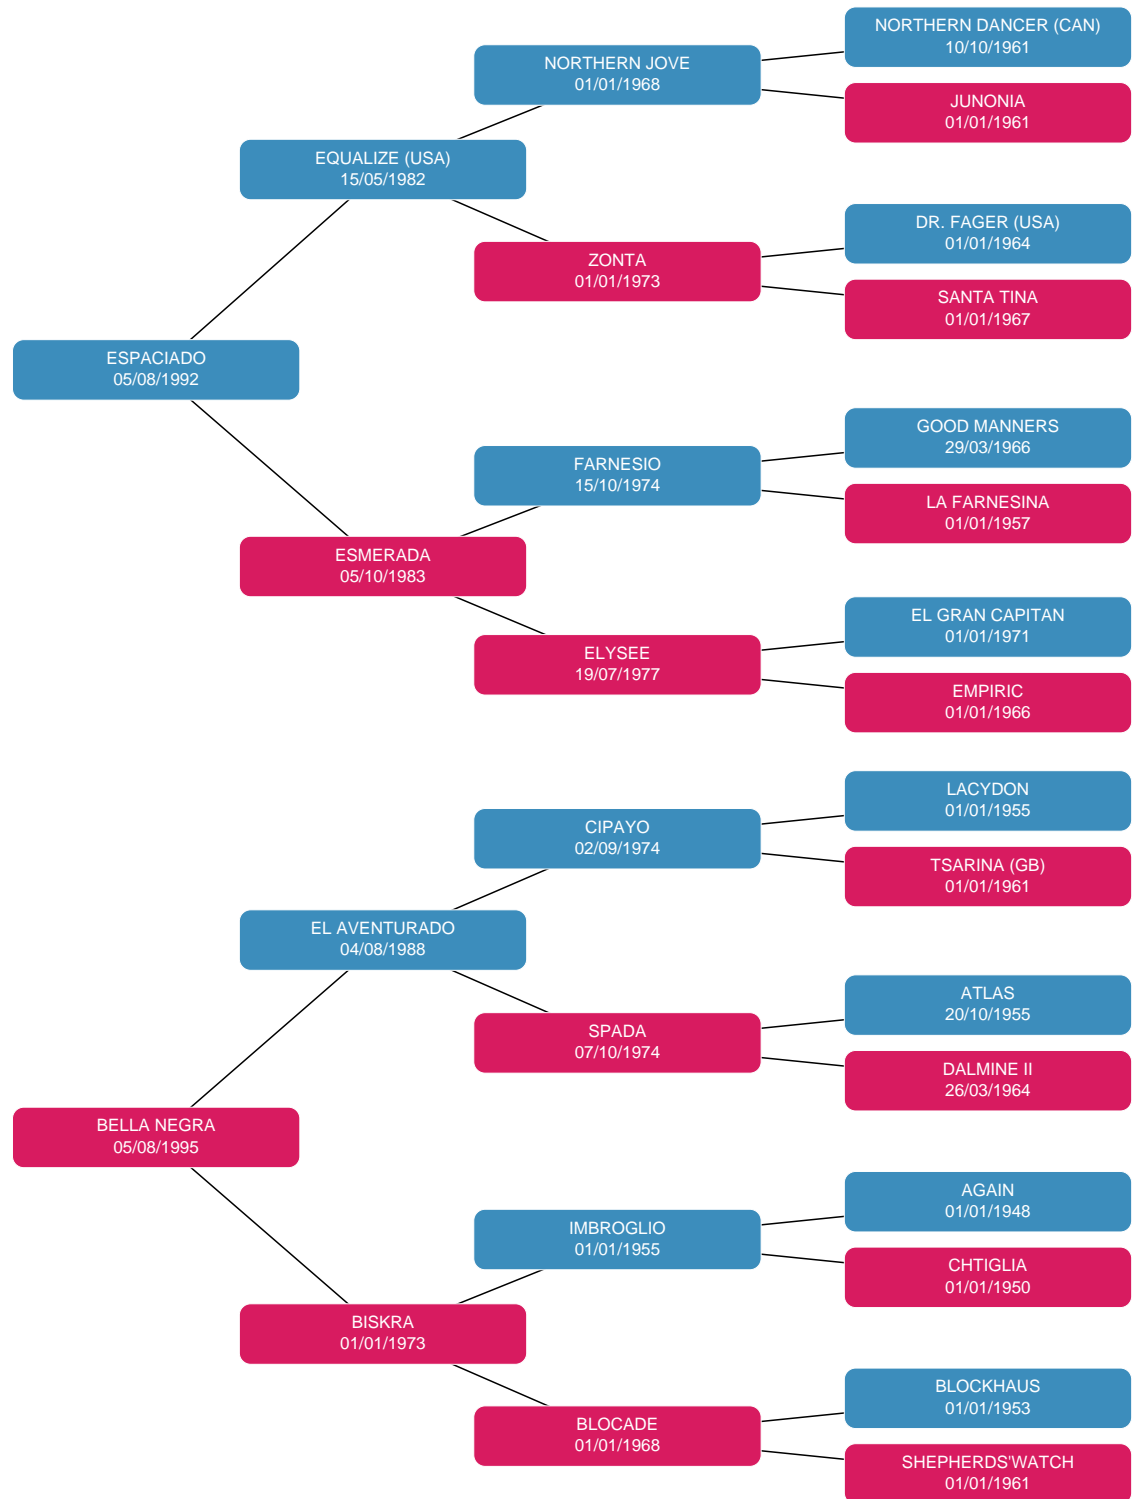 NORTHERN DANCER (CAN)
10/10/1961
NORTHERN JOVE
01/01/1968
JUNONIA
01/01/1961
EQUALIZE (USA)
15/05/1982
DR. FAGER (USA)
01/01/1964
ZONTA
01/01/1973
SANTA TINA
01/01/1967
ESPACIADO
05/08/1992
GOOD MANNERS
29/03/1966
FARNESIO
15/10/1974
LA FARNESINA
01/01/1957
ESMERADA
05/10/1983
EL GRAN CAPITAN
01/01/1971
ELYSEE
19/07/1977
EMPIRIC
01/01/1966
LACYDON
01/01/1955
CIPAYO
02/09/1974
TSARINA (GB)
01/01/1961
EL AVENTURADO
04/08/1988
ATLAS
20/10/1955
SPADA
07/10/1974
DALMINE II
26/03/1964
BELLA NEGRA
05/08/1995
AGAIN
01/01/1948
IMBROGLIO
01/01/1955
CHTIGLIA
01/01/1950
BISKRA
01/01/1973
BLOCKHAUS
01/01/1953
BLOCADE
01/01/1968
SHEPHERDS'WATCH
01/01/1961